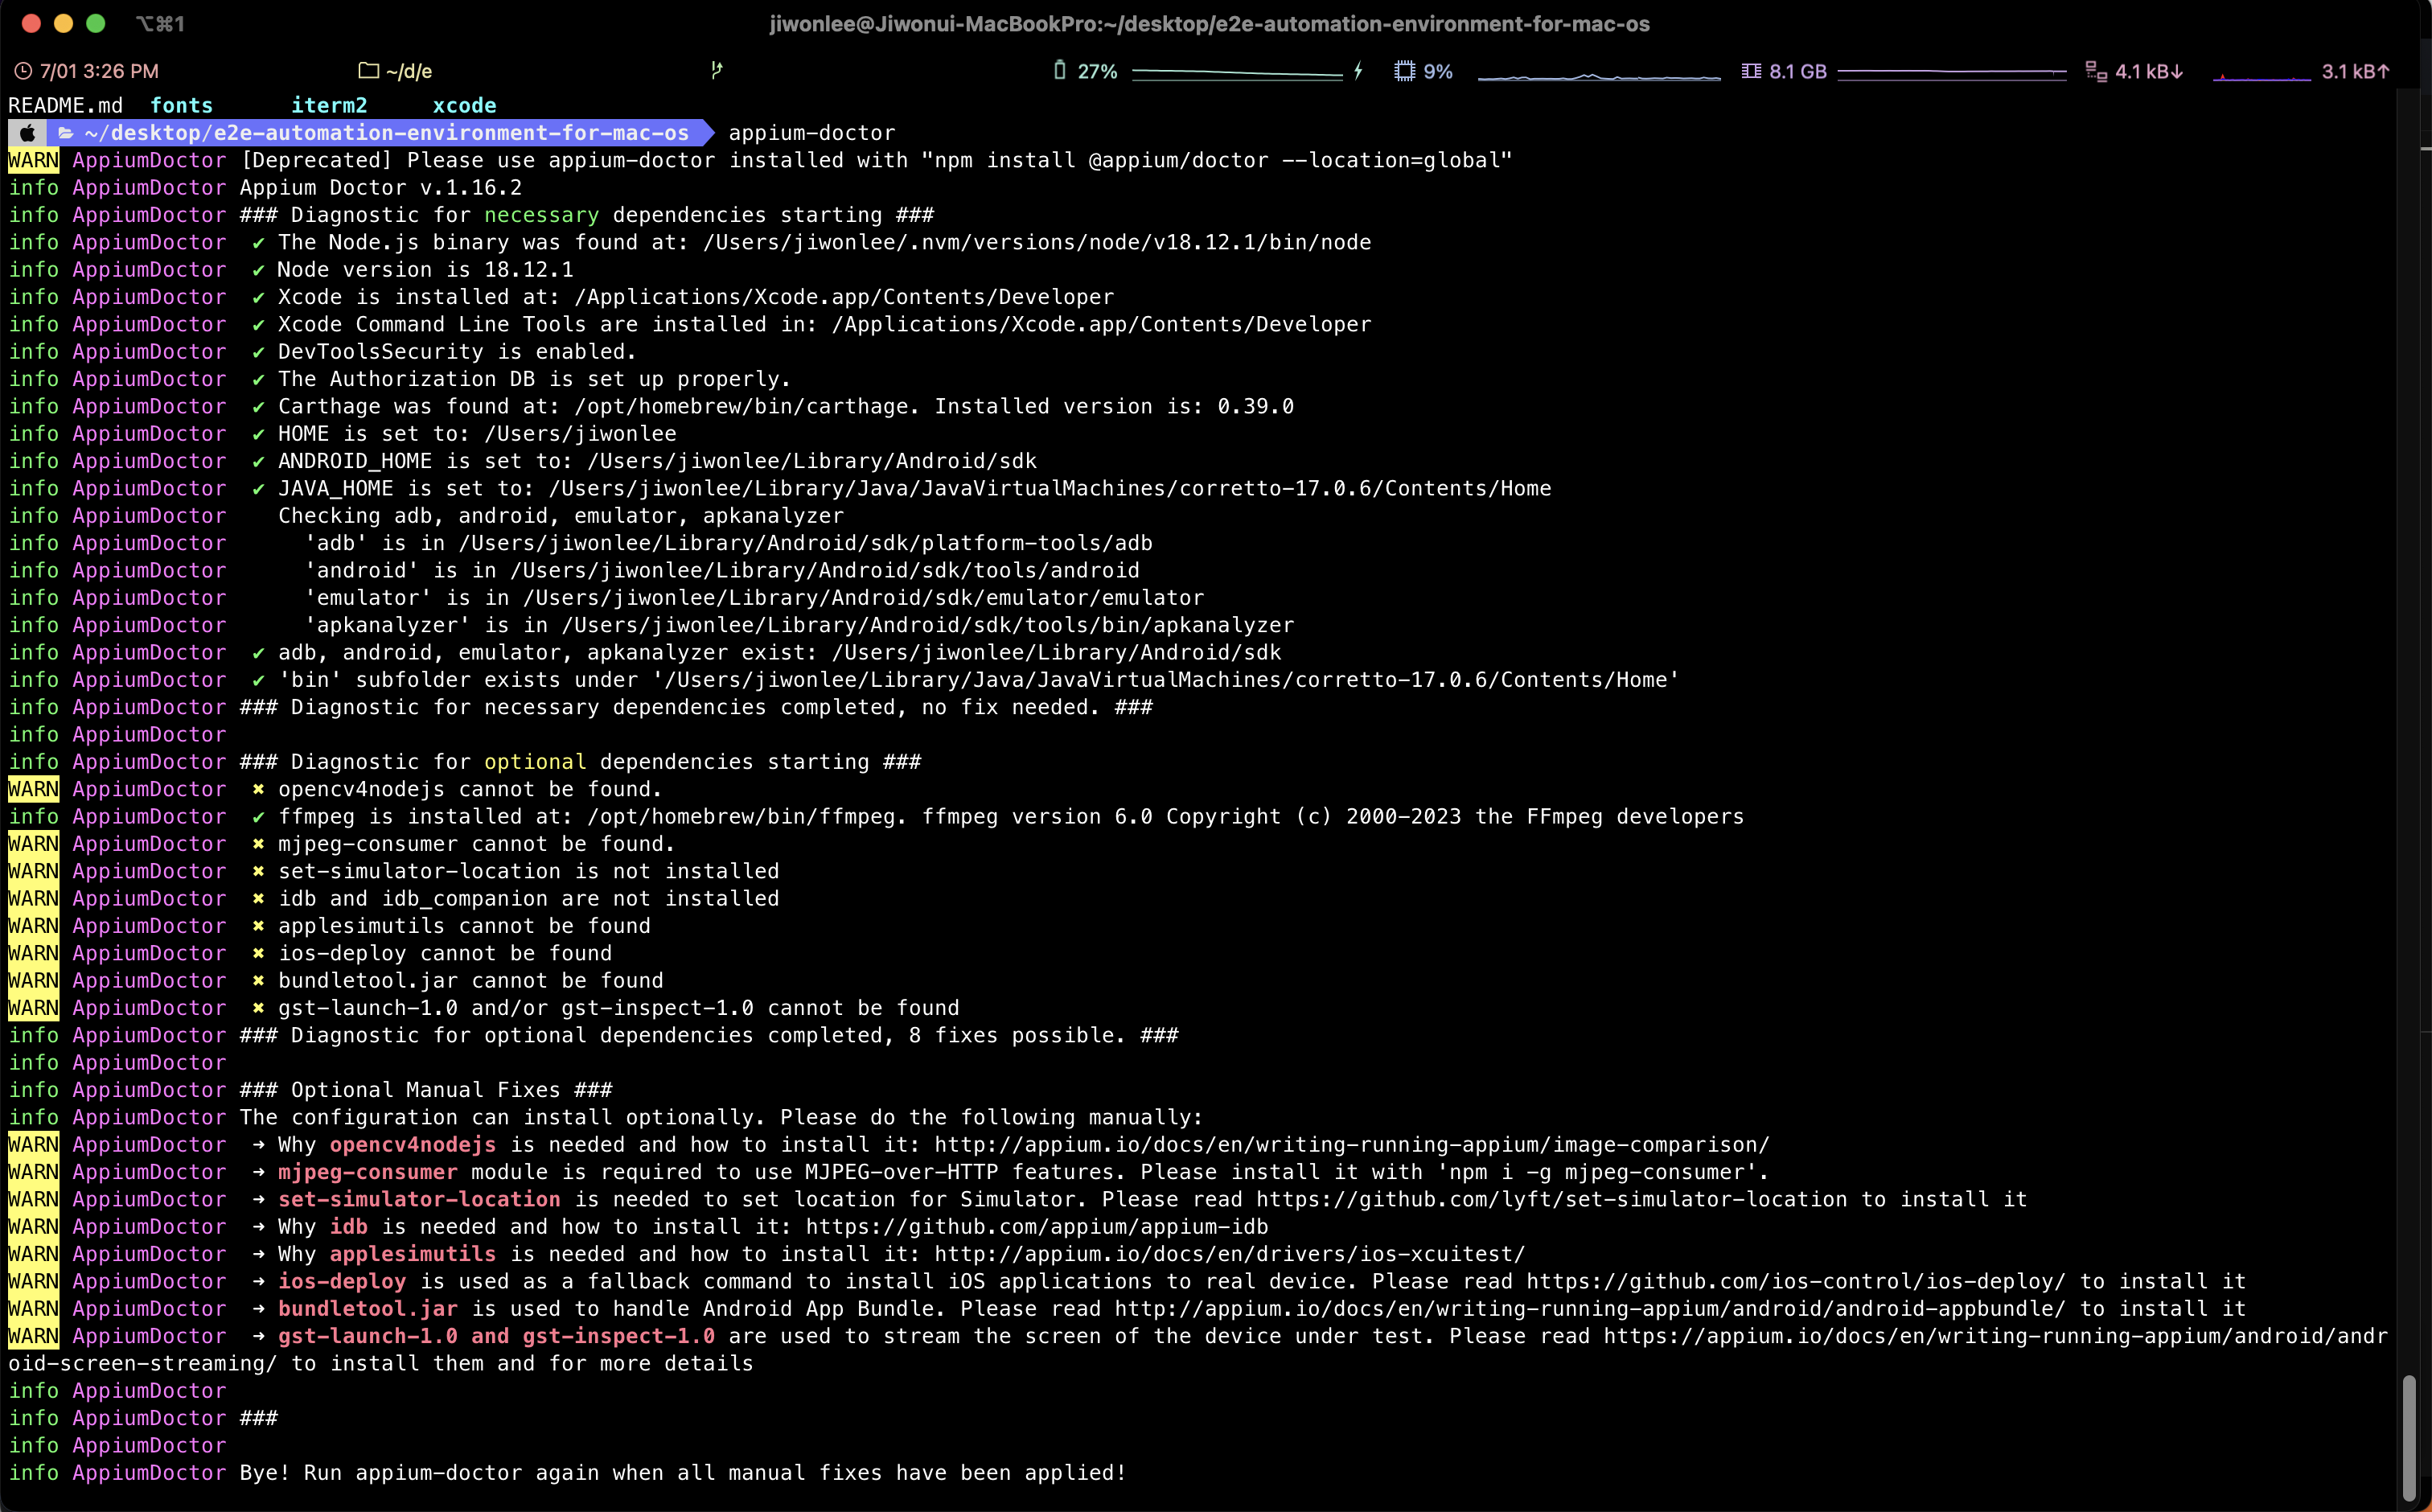 ⌥⌘1 jiwonlee@Jiwonui-MacBookPro:~/desktop/e2e-automation-environment-for-mac-os
7/01 3:26 PM ~/d/e 27% 9% 8.1 GB 4.1 kB↓ 3.1 kB↑
README.md fonts iterm2 xcode
~/desktop/e2e-automation-environment-for-mac-os appium-doctor
WARN AppiumDoctor [Deprecated] Please use appium-doctor installed with "npm install @appium/doctor --location=global"
info AppiumDoctor Appium Doctor v.1.16.2
info AppiumDoctor ### Diagnostic for necessary dependencies starting ###
info AppiumDoctor ✔ The Node.js binary was found at: /Users/jiwonlee/.nvm/versions/node/v18.12.1/bin/node
info AppiumDoctor ✔ Node version is 18.12.1
info AppiumDoctor ✔ Xcode is installed at: /Applications/Xcode.app/Contents/Developer
info AppiumDoctor ✔ Xcode Command Line Tools are installed in: /Applications/Xcode.app/Contents/Developer
info AppiumDoctor ✔ DevToolsSecurity is enabled.
info AppiumDoctor ✔ The Authorization DB is set up properly.
info AppiumDoctor ✔ Carthage was found at: /opt/homebrew/bin/carthage. Installed version is: 0.39.0
info AppiumDoctor ✔ HOME is set to: /Users/jiwonlee
info AppiumDoctor ✔ ANDROID_HOME is set to: /Users/jiwonlee/Library/Android/sdk
info AppiumDoctor ✔ JAVA_HOME is set to: /Users/jiwonlee/Library/Java/JavaVirtualMachines/corretto-17.0.6/Contents/Home
info AppiumDoctor Checking adb, android, emulator, apkanalyzer
info AppiumDoctor 'adb' is in /Users/jiwonlee/Library/Android/sdk/platform-tools/adb
info AppiumDoctor 'android' is in /Users/jiwonlee/Library/Android/sdk/tools/android
info AppiumDoctor 'emulator' is in /Users/jiwonlee/Library/Android/sdk/emulator/emulator
info AppiumDoctor 'apkanalyzer' is in /Users/jiwonlee/Library/Android/sdk/tools/bin/apkanalyzer
info AppiumDoctor ✔ adb, android, emulator, apkanalyzer exist: /Users/jiwonlee/Library/Android/sdk
info AppiumDoctor ✔ 'bin' subfolder exists under '/Users/jiwonlee/Library/Java/JavaVirtualMachines/corretto-17.0.6/Contents/Home'
info AppiumDoctor ### Diagnostic for necessary dependencies completed, no fix needed. ###
info AppiumDoctor
info AppiumDoctor ### Diagnostic for optional dependencies starting ###
WARN AppiumDoctor ✖ opencv4nodejs cannot be found.
info AppiumDoctor ✔ ffmpeg is installed at: /opt/homebrew/bin/ffmpeg. ffmpeg version 6.0 Copyright (c) 2000-2023 the FFmpeg developers
WARN AppiumDoctor ✖ mjpeg-consumer cannot be found.
WARN AppiumDoctor ✖ set-simulator-location is not installed
WARN AppiumDoctor ✖ idb and idb_companion are not installed
WARN AppiumDoctor ✖ applesimutils cannot be found
WARN AppiumDoctor ✖ ios-deploy cannot be found
WARN AppiumDoctor ✖ bundletool.jar cannot be found
WARN AppiumDoctor ✖ gst-launch-1.0 and/or gst-inspect-1.0 cannot be found
info AppiumDoctor ### Diagnostic for optional dependencies completed, 8 fixes possible. ###
info AppiumDoctor
info AppiumDoctor ### Optional Manual Fixes ###
info AppiumDoctor The configuration can install optionally. Please do the following manually:
WARN AppiumDoctor ➜ Why opencv4nodejs is needed and how to install it: http://appium.io/docs/en/writing-running-appium/image-comparison/
WARN AppiumDoctor ➜ mjpeg-consumer module is required to use MJPEG-over-HTTP features. Please install it with 'npm i -g mjpeg-consumer'.
WARN AppiumDoctor ➜ set-simulator-location is needed to set location for Simulator. Please read https://github.com/lyft/set-simulator-location to install it
WARN AppiumDoctor ➜ Why idb is needed and how to install it: https://github.com/appium/appium-idb
WARN AppiumDoctor ➜ Why applesimutils is needed and how to install it: http://appium.io/docs/en/drivers/ios-xcuitest/
WARN AppiumDoctor ➜ ios-deploy is used as a fallback command to install iOS applications to real device. Please read https://github.com/ios-control/ios-deploy/ to install it
WARN AppiumDoctor ➜ bundletool.jar is used to handle Android App Bundle. Please read http://appium.io/docs/en/writing-running-appium/android/android-appbundle/ to install it
WARN AppiumDoctor ➜ gst-launch-1.0 and gst-inspect-1.0 are used to stream the screen of the device under test. Please read https://appium.io/docs/en/writing-running-appium/android/andr
oid-screen-streaming/ to install them and for more details
info AppiumDoctor
info AppiumDoctor ###
info AppiumDoctor
info AppiumDoctor Bye! Run appium-doctor again when all manual fixes have been applied!